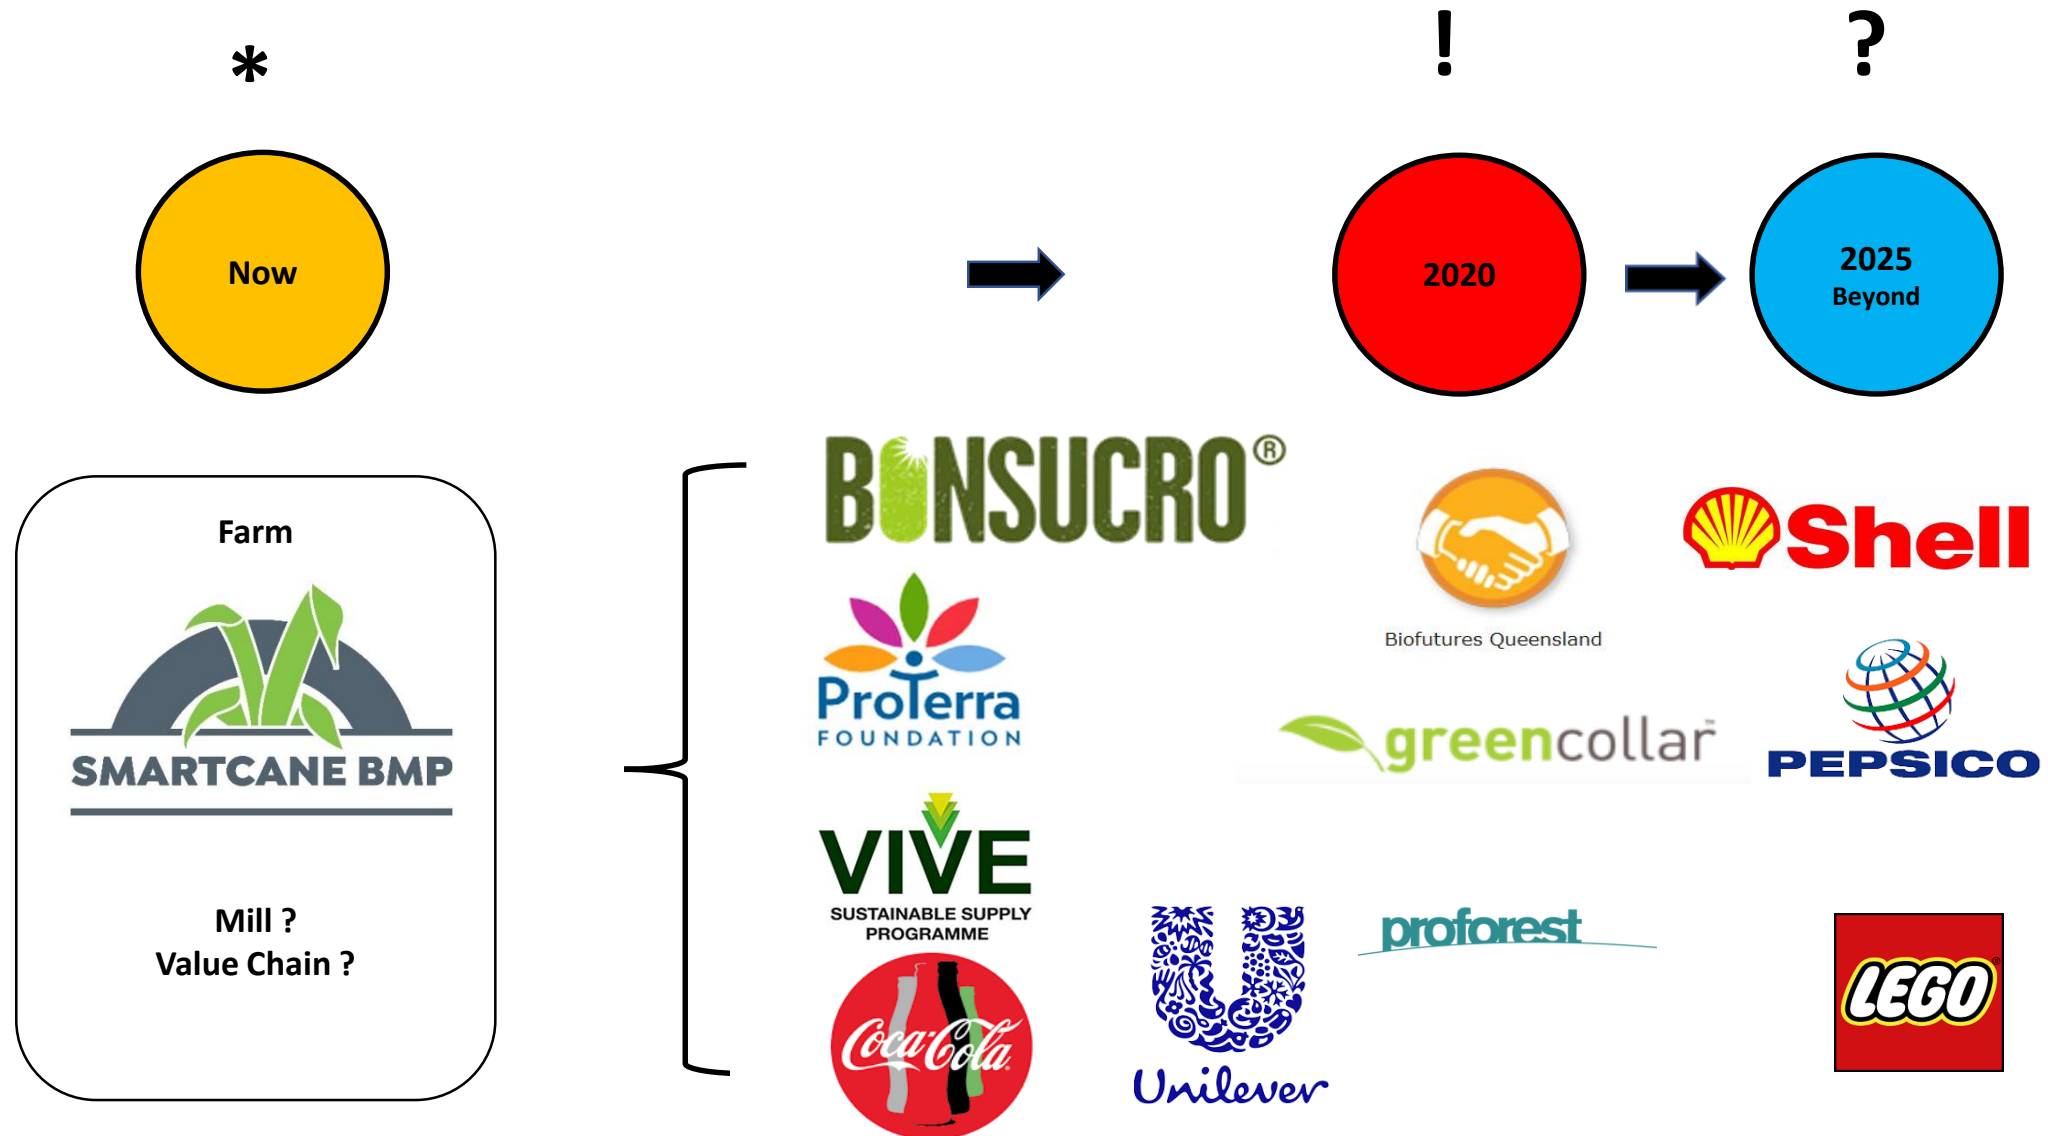 *
!
?
Now
2020
2025
Beyond
Farm
SMARTCANE BMP
Mill ?
Value Chain ?
BONSUCRO®
ProTerra
FOUNDATION
VIVE
SUSTAINABLE SUPPLY
PROGRAMME
Coca-Cola
Unilever
Biofutures Queensland
greencollar™
proforest
Shell
PEPSICO
LEGO®